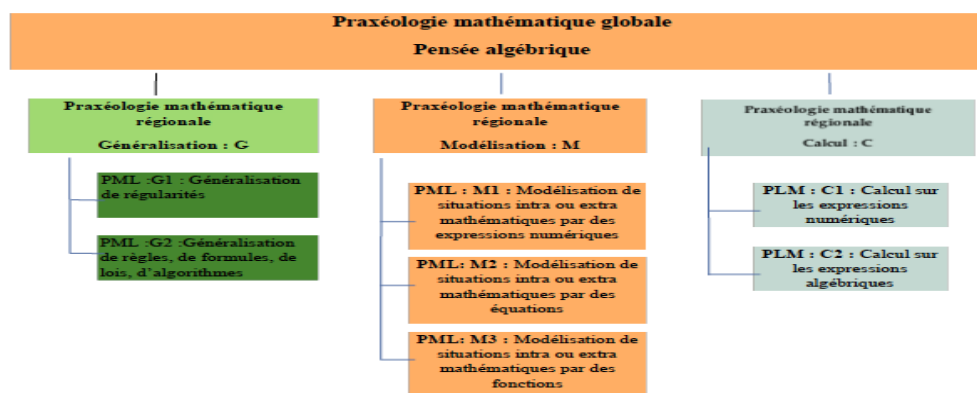 Praxéologie mathématique globale
Pensée algébrique
Praxéologie mathématique
régionale
Généralisation : G
PML :G1 : Généralisation
de régularités
PML :G2 :Généralisation
de règles, de formules, de
lois, d'algorithmes
Praxéologie mathématique
régionale
Modélisation : M
PML : M1 : Modélisation de
situations intra ou extra
mathématiques par des
expressions numériques
PML: M2 : Modélisation de
situations intra ou extra
mathématiques par des
équations
PML: M3 : Modélisation de
situations intra ou extra
mathématiques par des
fonctions
Praxéologie mathématique
régionale
Calcul : C
PLM : C1 : Calcul sur
les expressions
numériques
PLM : C2 : Calcul sur
les expressions
algébriques